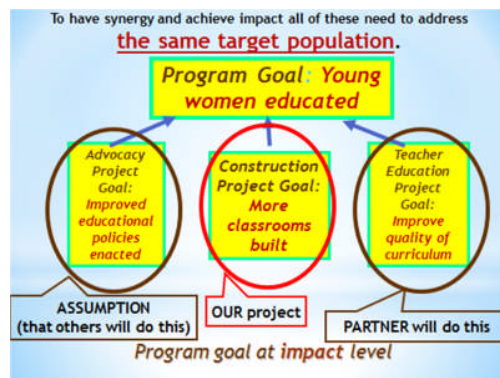 To have synergy and achieve impact all of these need to address
the same target population.
Program Goal: Young
women educated
Advocacy
Project
Goal:
Improved
educational
policies
enacted
Construction
Project Goal:
More
classrooms
built
Teacher
Education
Project
Goal:
Improve
quality of
curriculum
ASSUMPTION
(that others will do this)
OUR project
PARTNER will do this
Program goal at impact level